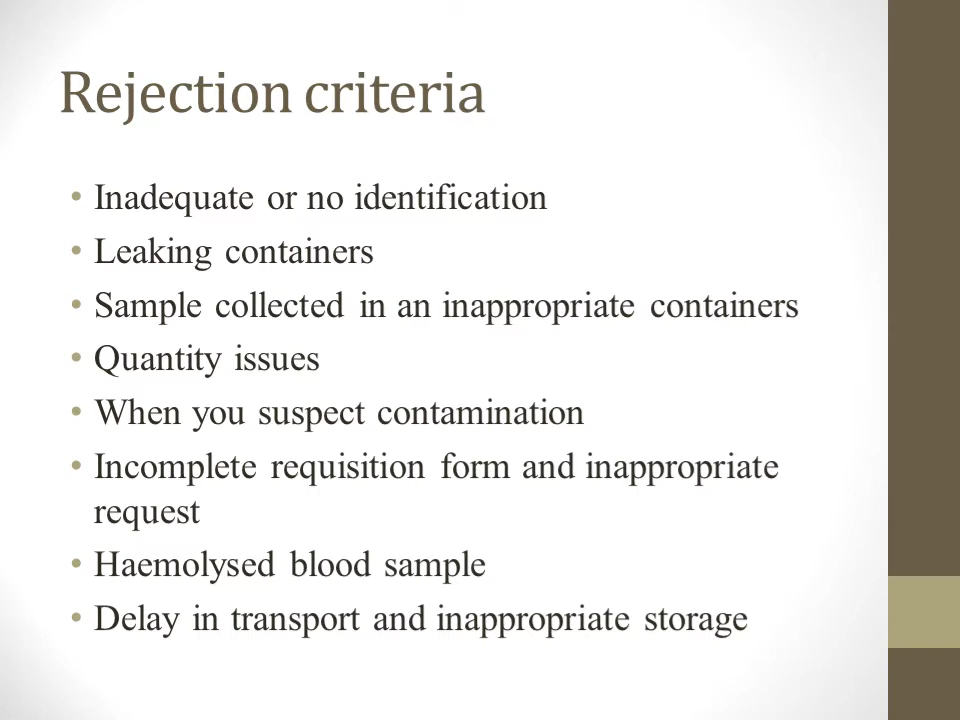 Rejection criteria
• Inadequate or no identification
• Leaking containers
• Sample collected in an inappropriate containers
• Quantity issues
• When you suspect contamination
• Incomplete requisition form and inappropriate
request
• Haemolysed blood sample
• Delay in transport and inappropriate storage